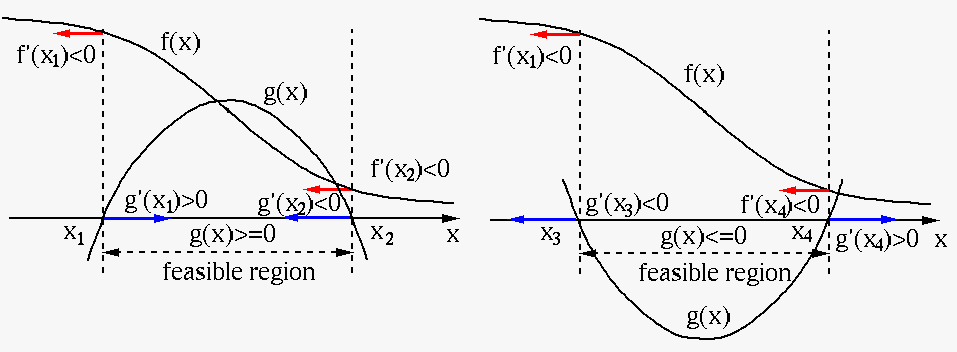 f'(x₁)<0
f(x)
g(x)
f'(x₂)<0
g'(x₁)>0
g'(x₂)<0
x₁
g(x)>=0
x₂
x
feasible region
f'(x₁)<0
f(x)
g'(x₃)<0
f'(x₄)<0
x₃
g(x)<=0
x₄
g'(x₄)>0
x
feasible region
g(x)